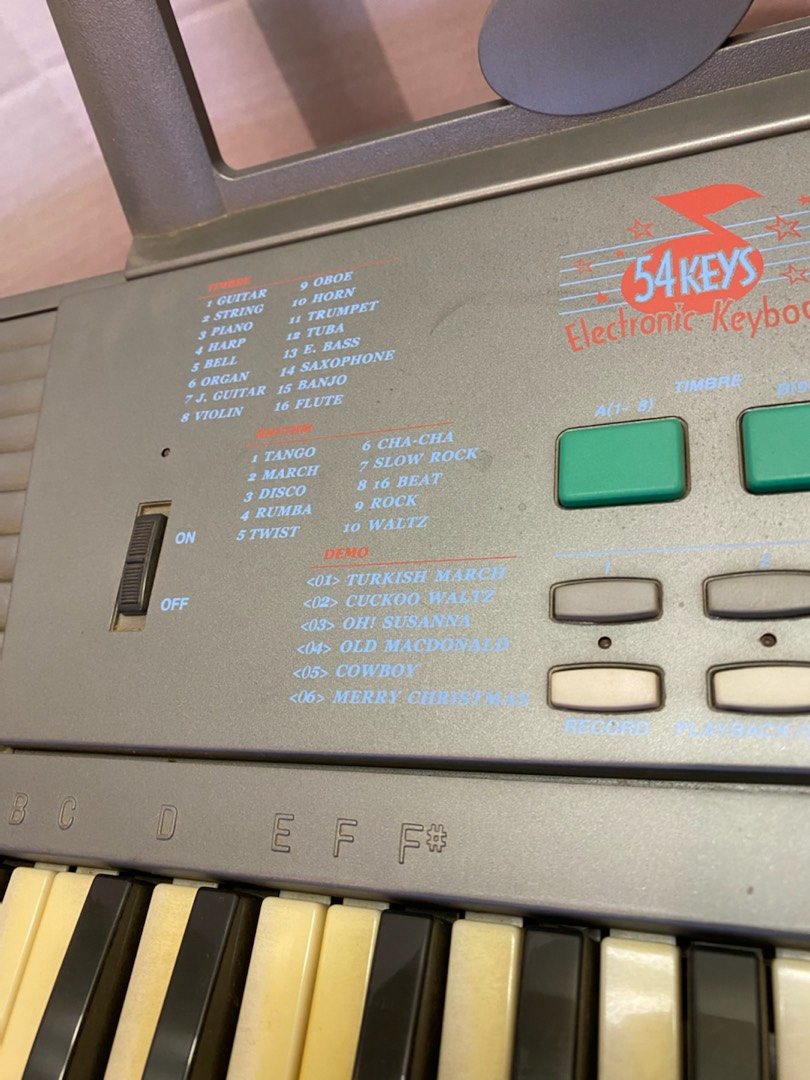 54 KEYS
Electronic
TIMBRE
1 GUITAR
2 STRING
3 PIANO
4 HARP
5 BELL
6 ORGAN
7 J. GUITAR
8 VIOLIN
9 OBOE
10 HORN
11 TRUMPET
12 TUBA
13 E. BASS
14 SAXOPHONE
15 BANJO
16 FLUTE
RHYTHM
1 TANGO
2 MARCH
3 DISCO
4 RUMBA
5 TWIST
6 CHA-CHA
7 SLOW ROCK
8 16 BEAT
9 ROCK
10 WALTZ
DEMO
<01> TURKISH MARCH
<02> CUCKOO WALTZ
<03> OH! SUSANNA
<04> OLD MACDONALD
<05> COWBOY
<06> MERRY CHRISTMAS
ON
OFF
TIMBRE
A(1- 8)
1 2
RECORD PLAYBACK
B C D E F F#